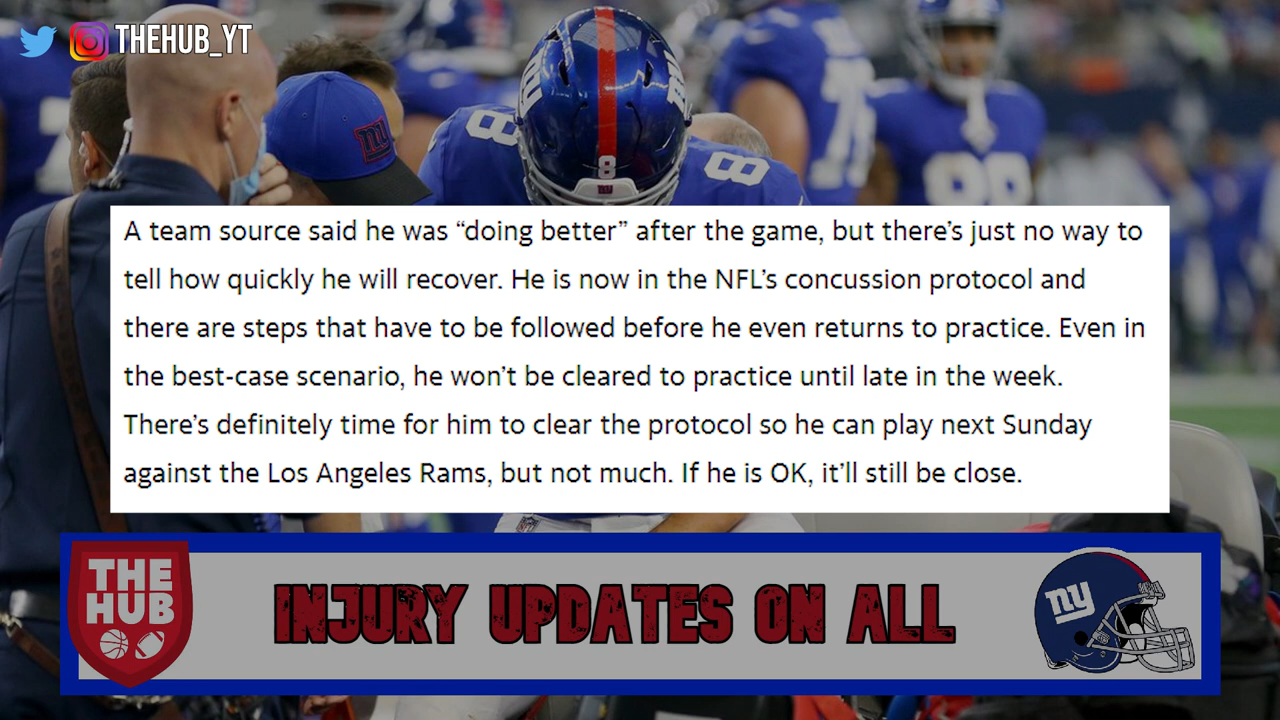 THEHUB_YT
8
8
8
A team source said he was “doing better” after the game, but there’s just no way to
tell how quickly he will recover. He is now in the NFL’s concussion protocol and
there are steps that have to be followed before he even returns to practice. Even in
the best-case scenario, he won’t be cleared to practice until late in the week.
There’s definitely time for him to clear the protocol so he can play next Sunday
against the Los Angeles Rams, but not much. If he is OK, it’ll still be close.
THE
HUB
INJURY UPDATES ON ALL
ny